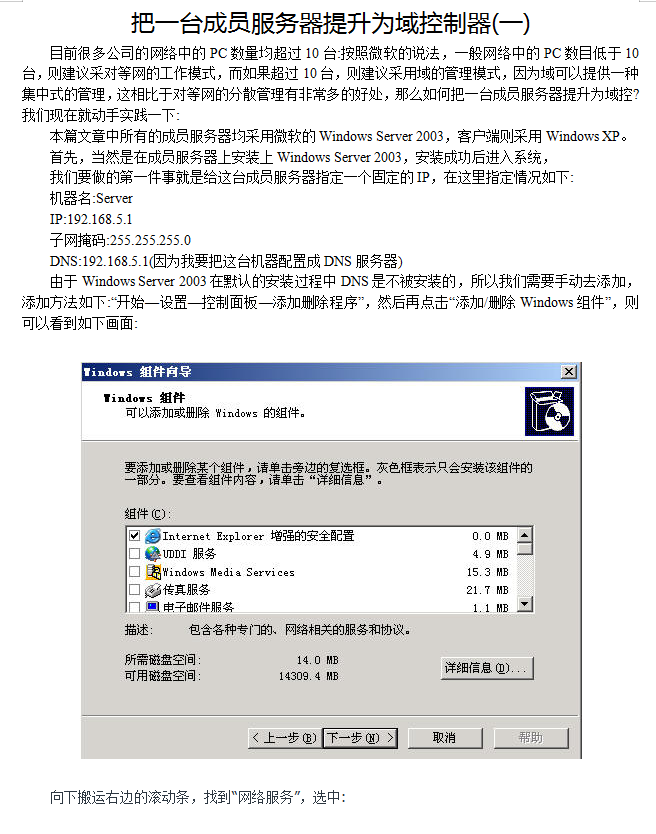 把一台成员服务器提升为域控制器(一)
目前很多公司的网络中的 PC 数量均超过 10 台:按照微软的说法，一般网络中的 PC 数目低于 10
台，则建议采对等网的工作模式，而如果超过 10 台，则建议采用域的管理模式，因为域可以提供一种
集中式的管理，这相比于对等网的分散管理有非常多的好处，那么如何把一台成员服务器提升为域控?
我们现在就动手实践一下:
本篇文章中所有的成员服务器均采用微软的 Windows Server 2003，客户端则采用 Windows XP。
首先，当然是在成员服务器上安装上 Windows Server 2003，安装成功后进入系统，
我们要做的第一件事就是给这台成员服务器指定一个固定的 IP，在这里指定情况如下:
机器名:Server
IP:192.168.5.1
子网掩码:255.255.255.0
DNS:192.168.5.1(因为我要把这台机器配置成 DNS 服务器)
由于 Windows Server 2003 在默认的安装过程中 DNS 是不被安装的，所以我们需要手动去添加，
添加方法如下:“开始—设置—控制面板—添加删除程序”，然后再点击“添加/删除 Windows 组件”，则
可以看到如下画面:
Windows 组件向导
Windows 组件
可以添加或删除 Windows 的组件。
要添加或删除某个组件，请单击旁边的复选框。灰色框表示只会安装该组件的
一部分。要查看组件内容，请单击“详细信息”。
组件(C):
Internet Explorer 增强的安全配置 0.0 MB
UDDI 服务 4.9 MB
Windows Media Services 15.3 MB
传真服务 21.7 MB
电子邮件服务 1.1 MB
描述: 包含各种专门的、网络相关的服务和协议。
所需磁盘空间: 14.0 MB
可用磁盘空间: 14309.4 MB
详细信息(D)...
< 上一步(B) 下一步(N) > 取消 帮助
向下搬运右边的滚动条，找到“网络服务”，选中: